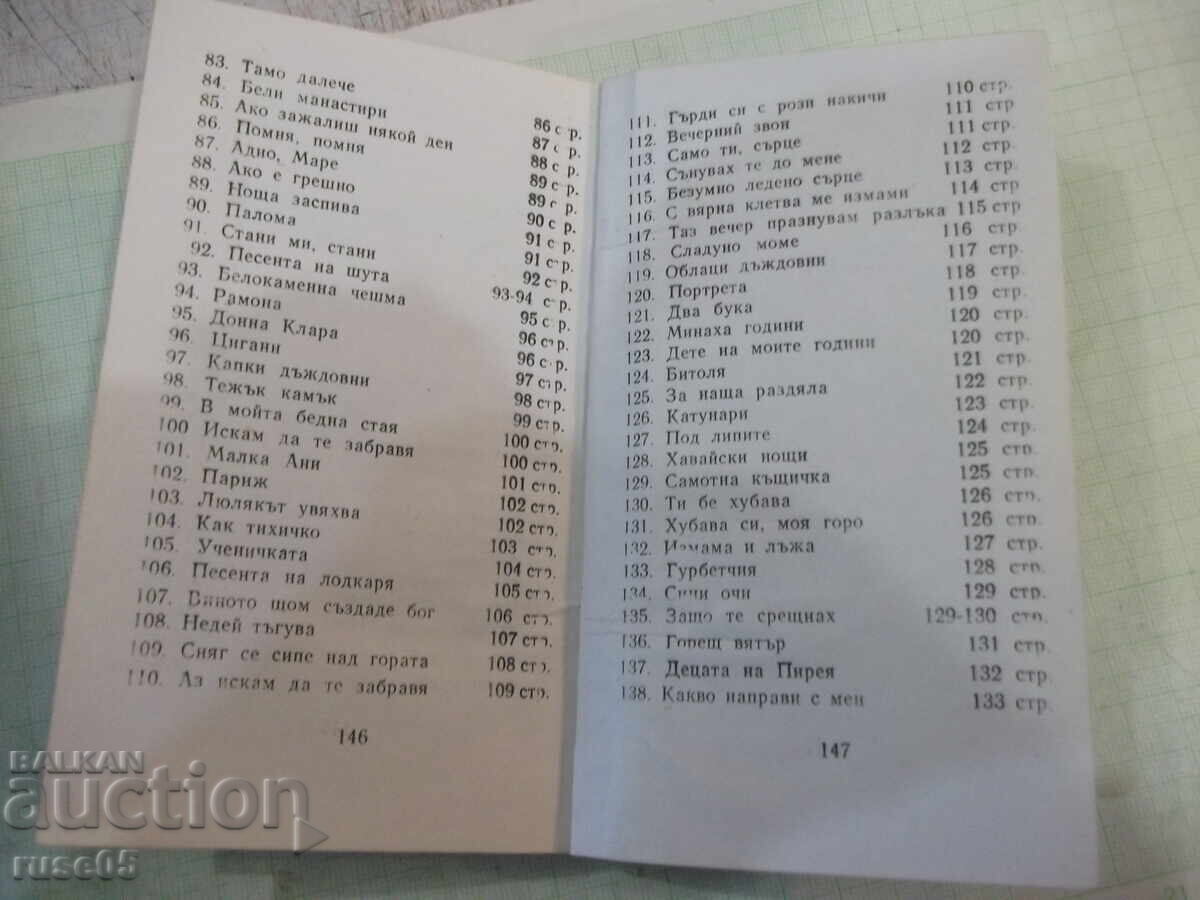 83. Тамо далече 86 стр.
84. Бели манастири 87 стр.
85. Ако зажалиш някой ден 88 стр.
86. Помня, помня 89 стр.
87. Адио, Маре 89 стр.
88. Ако е грешно 90 стр.
89. Ноща заспива 91 стр.
90. Палома 91 стр.
91. Стани ми, стани 92 стр.
92. Песента на шута 93-94 стр.
93. Белокаменна чешма 95 стр.
94. Рамона 96 стр.
95. Донна Клара 96 стр.
96. Цигани 97 стр.
97. Капки дъждовни 98 стр.
98. Тежък камък 99 стр.
99. В мойта бедна стая 100 стр.
100 Искам да те забравя 100 стр.
101. Малка Ани 101 стр.
102. Париж 102 стр.
103. Люлякът увяхва 102 стр.
104. Как тихичко 103 стр.
105. Ученичката 104 стр.
106. Песента на лодкаря 105 стр.
107. Виното щом създаде бог 106 стр.
108. Недей тъгува 107 стр.
109. Сняг се сипе над гората 108 стр.
110. Аз искам да те забравя 109 стр.
146
111. Гърди си с рози накичи 110 стр.
112. Вечерний звон 111 стр.
113. Само ти, сърце 111 стр.
114. Сънувах те до мене 112 стр.
115. Безумно ледено сърце 113 стр.
116. С вярна клетва ме измами 114 стр
117. Таз вечер празнувам разлъка 115 стр
118. Сладуно моме 116 стр.
119. Облаци дъждовни 117 стр.
120. Портрета 118 стр.
121. Два бука 119 стр.
122. Минаха години 120 стр.
123. Дете на моите години 120 стр.
124. Битоля 121 стр.
125. За наща раздяла 122 стр.
126. Катунари 123 стр.
127. Под липите 124 стр.
128. Хавайски нощи 125 стр.
129. Самотна къщичка 125 стр.
130. Ти бе хубава 126 стр.
131. Хубава си, моя горо 126 стр.
132. Измама и лъжа 127 стр.
133. Гурбетчия 128 стр.
134. Сини очи 129 стр.
135. Защо те срещнах 129-130 стр.
136. Горещ вятър 131 стр.
137. Децата на Пирея 132 стр.
138. Какво направи с мен 133 стр.
147
BALKAN
auction
ruse05
21